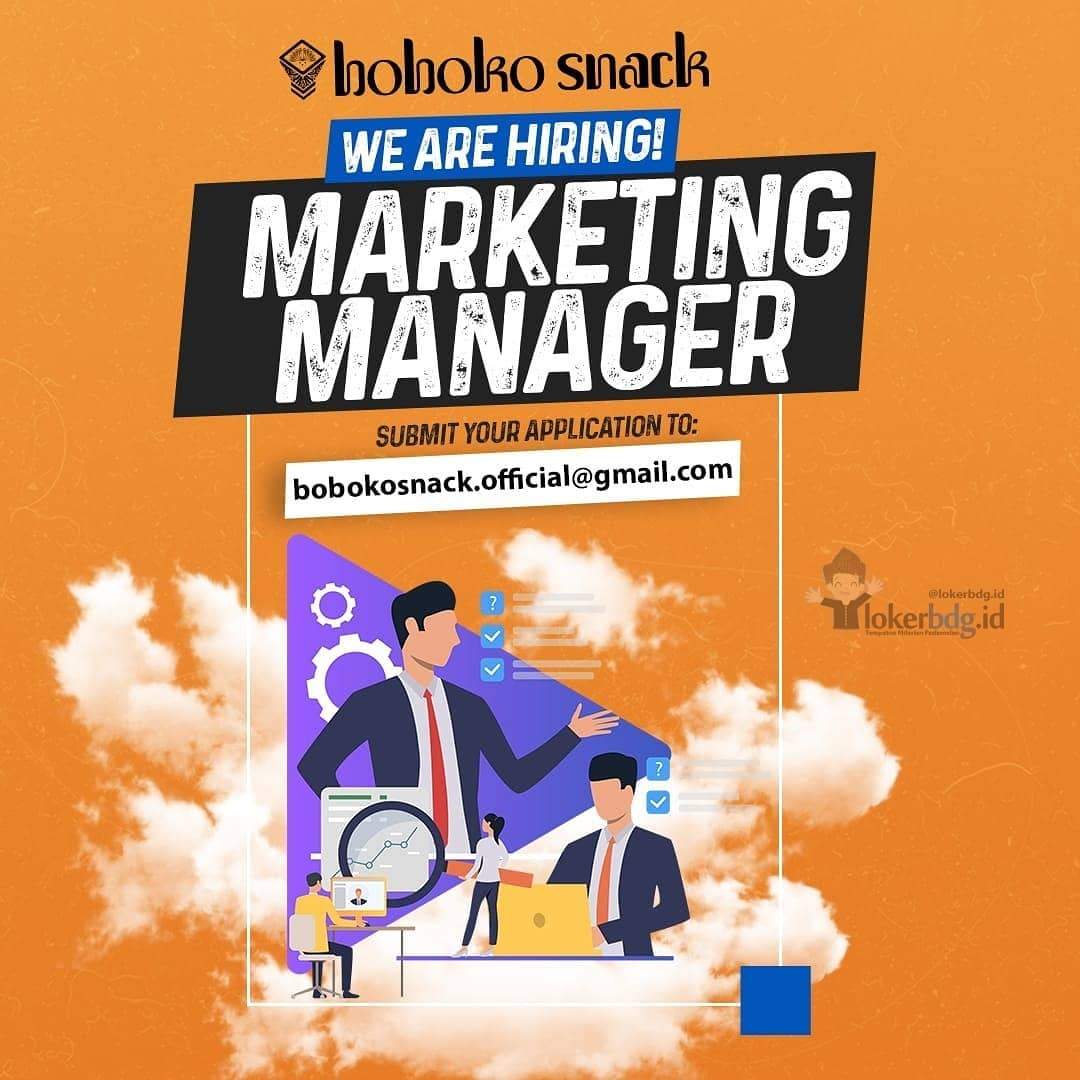 boboko snack
WE ARE HIRING!
MARKETING
MANAGER
SUBMIT YOUR APPLICATION TO:
bobokosnack.official@gmail.com
?
@lokerbdg.id
lokerbdg.id
?